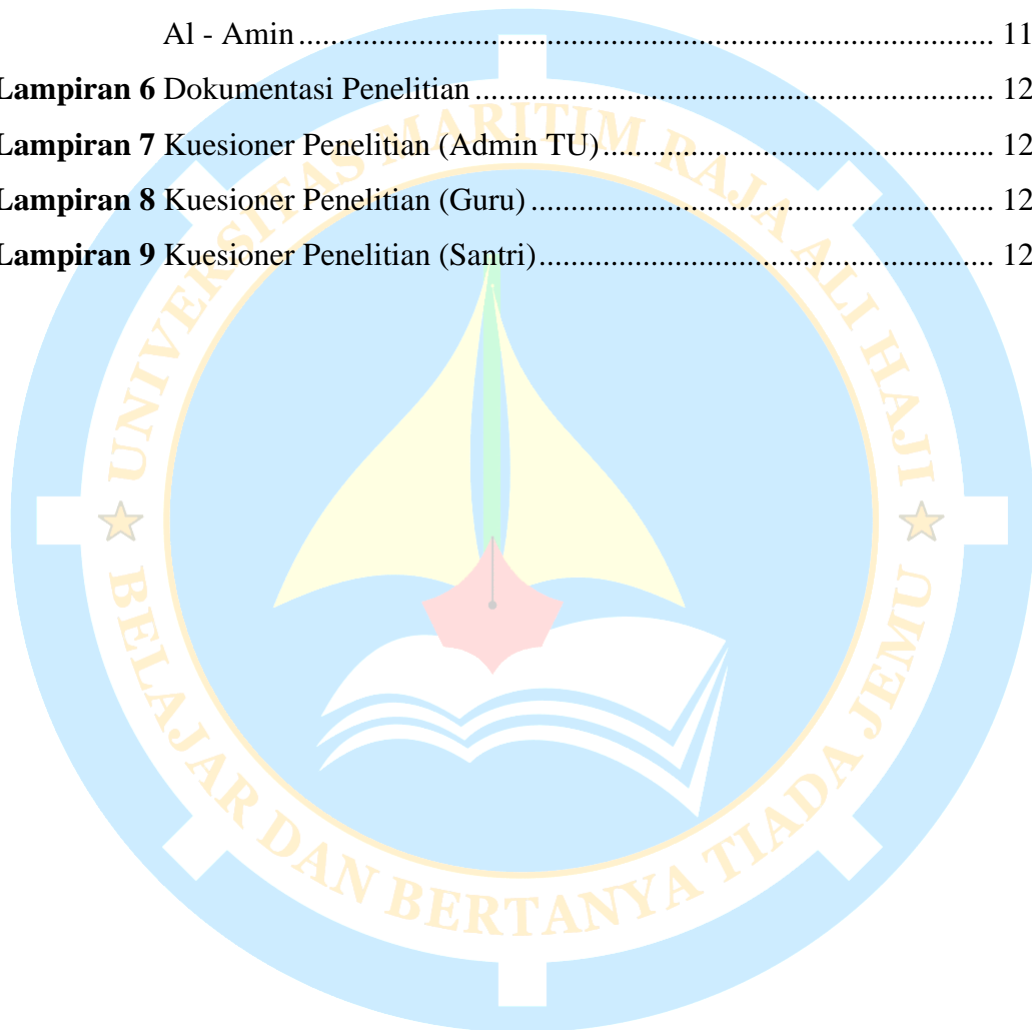 Al - Amin ........................................................................................ 11
Lampiran 6 Dokumentasi Penelitian .................................................................. 12
Lampiran 7 Kuesioner Penelitian (Admin TU) .................................................. 12
Lampiran 8 Kuesioner Penelitian (Guru) ........................................................... 12
Lampiran 9 Kuesioner Penelitian (Santri) .......................................................... 12
UNIVERSITAS MARITIM RAJA ALI HAJI
BELAJAR DAN BERTANYA TIADA JEMU